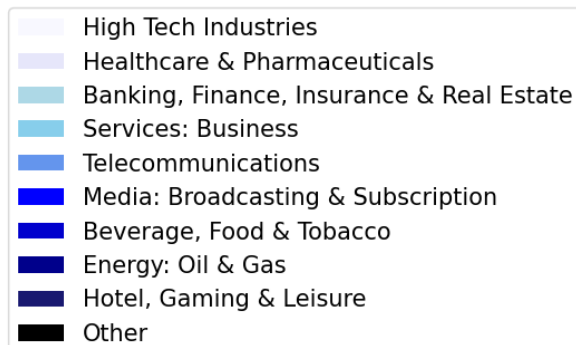 High Tech Industries
Healthcare & Pharmaceuticals
Banking, Finance, Insurance & Real Estate
Services: Business
Telecommunications
Media: Broadcasting & Subscription
Beverage, Food & Tobacco
Energy: Oil & Gas
Hotel, Gaming & Leisure
Other